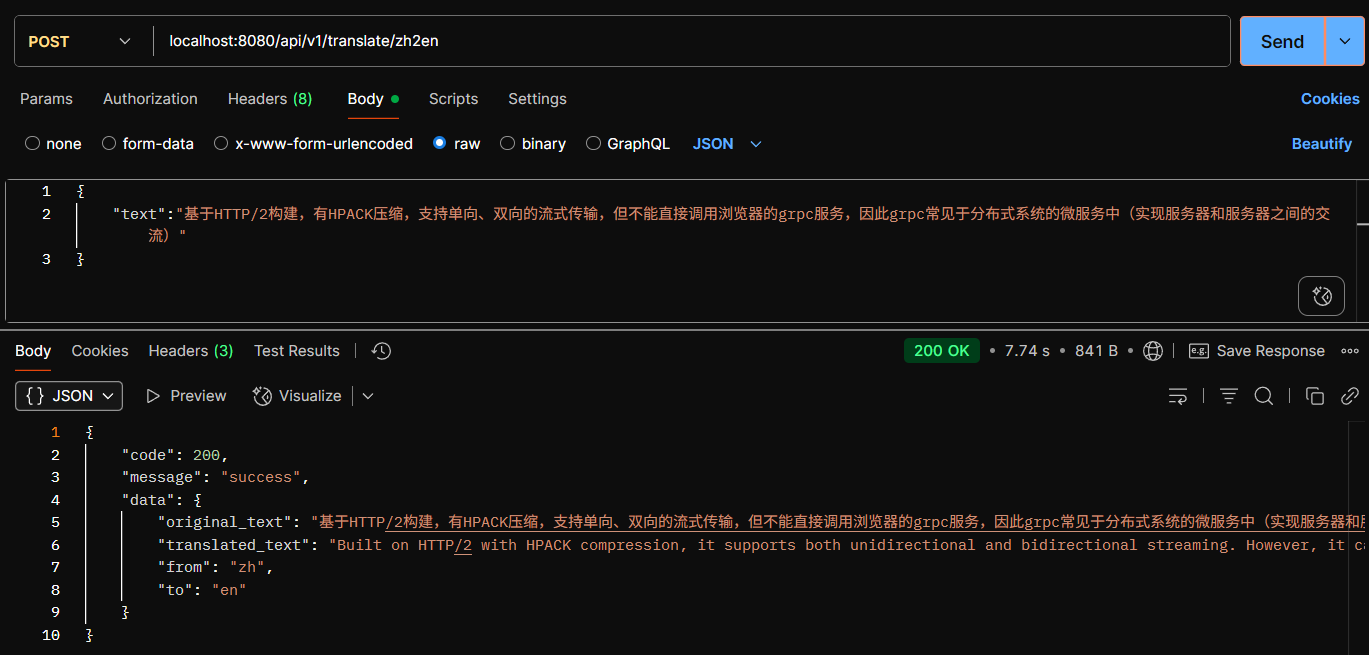 POST localhost:8080/api/v1/translate/zh2en Send
Params Authorization Headers (8) Body Scripts Settings Cookies
none form-data x-www-form-urlencoded raw binary GraphQL JSON Beautify
1 {
2 "text":"基于HTTP/2构建，有HPACK压缩，支持单向、双向的流式传输，但不能直接调用浏览器的grpc服务，因此grpc常见于分布式系统的微服务中（实现服务器和服务器之间的交
流）"
3 }
Body Cookies Headers (3) Test Results 200 OK • 7.74 s • 841 B • e.g. Save Response
{} JSON Preview Visualize
1 {
2 "code": 200,
3 "message": "success",
4 "data": {
5 "original_text": "基于HTTP/2构建，有HPACK压缩，支持单向、双向的流式传输，但不能直接调用浏览器的grpc服务，因此grpc常见于分布式系统的微服务中（实现服务器和
6 "translated_text": "Built on HTTP/2 with HPACK compression, it supports both unidirectional and bidirectional streaming. However, it
7 "from": "zh",
8 "to": "en"
9 }
10 }